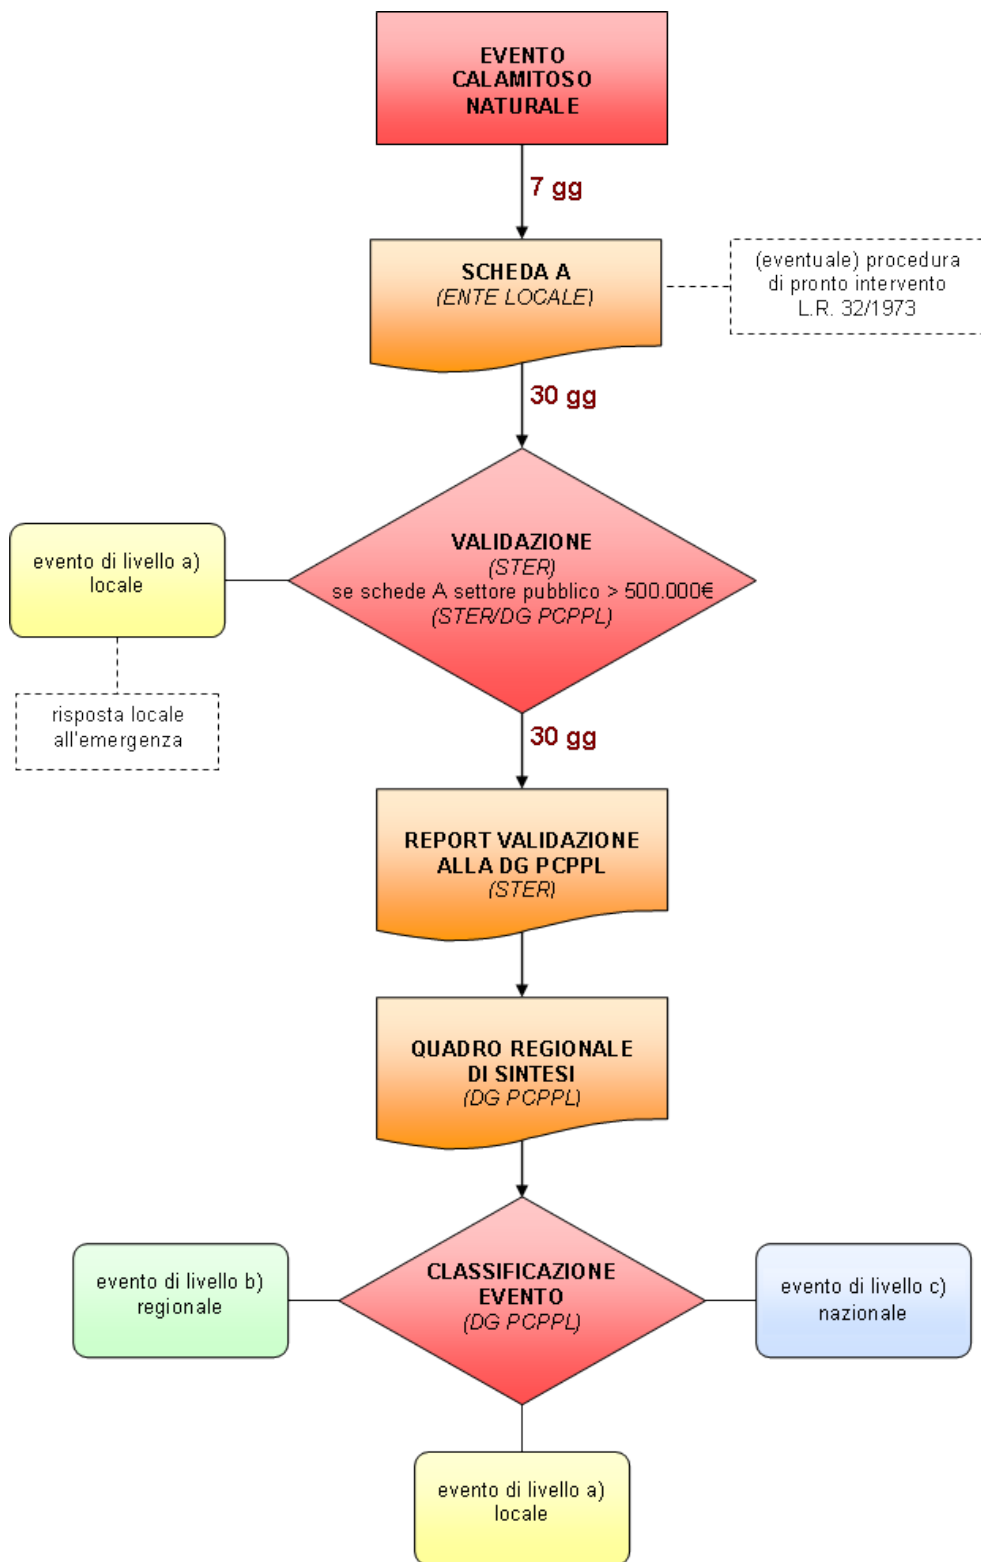 EVENTO
CALAMITOSO
NATURALE
7 gg
SCHEDA A
(ENTE LOCALE)
(eventuale) procedura
di pronto intervento
L.R. 32/1973
30 gg
VALIDAZIONE
(STER)
se schede A settore pubblico > 500.000€
(STER/DG PCPPL)
evento di livello a)
locale
risposta locale
all'emergenza
30 gg
REPORT VALIDAZIONE
ALLA DG PCPPL
(STER)
QUADRO REGIONALE
DI SINTESI
(DG PCPPL)
CLASSIFICAZIONE
EVENTO
(DG PCPPL)
evento di livello b)
regionale
evento di livello c)
nazionale
evento di livello a)
locale